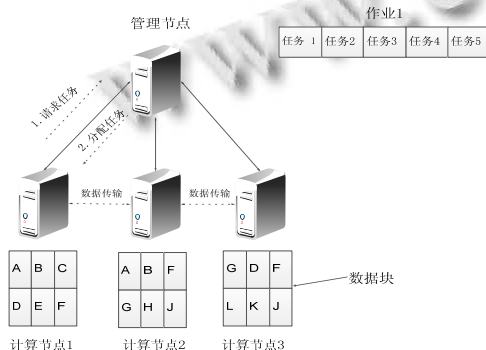 作业1
管理节点
任务 1 任务2 任务3 任务4 任务5
1. 请求任务
2. 分配任务
数据传输 数据传输
A B C
D E F
A B F
G H J
G D F
L K J
数据块
计算节点1 计算节点2 计算节点3